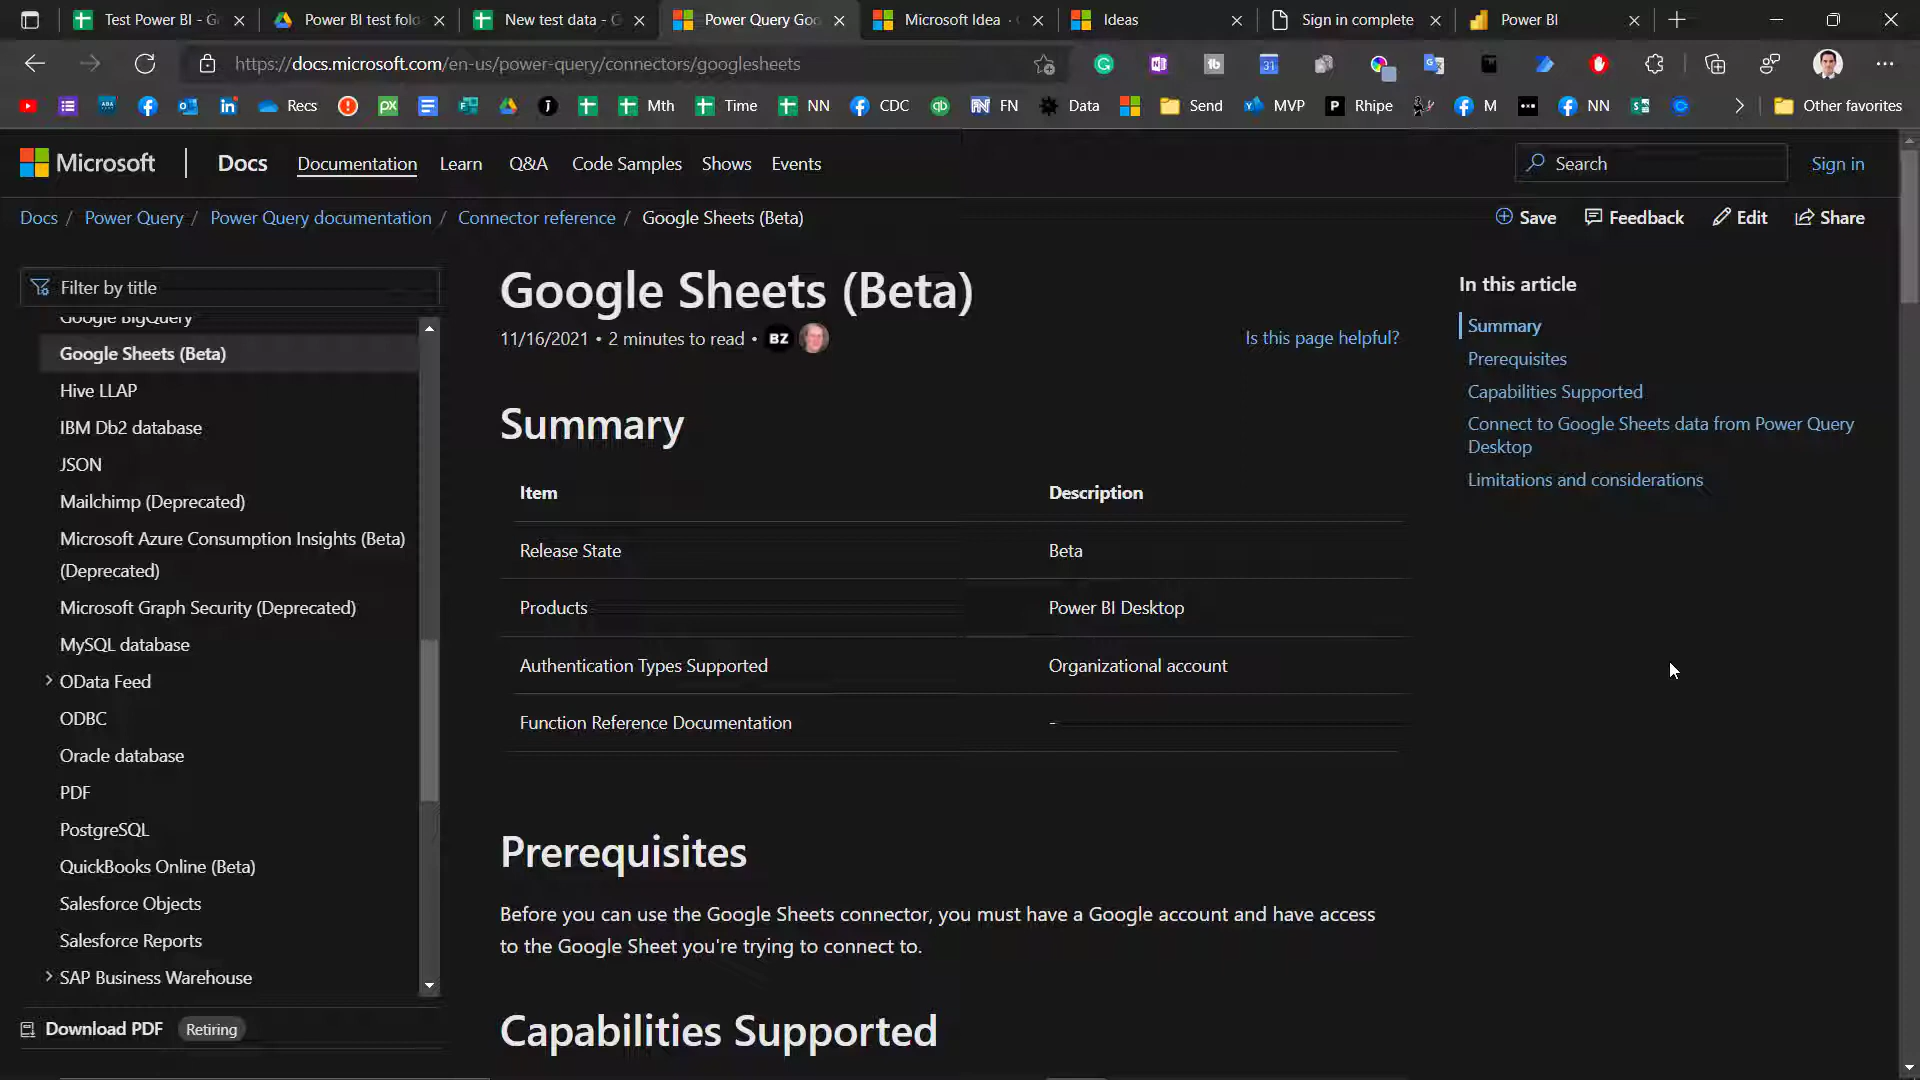 Test Power BI - G
Power BI test fold
New test data - G
Power Query Goo
Microsoft Idea ·
Ideas
Sign in complete
Power BI
https://docs.microsoft.com/en-us/power-query/connectors/googlesheets
Recs
Mth
Time
NN
CDC
FN
Data
Send
MVP
Rhipe
M
NN
Other favorites
Microsoft
Docs
Documentation
Learn
Q&A
Code Samples
Shows
Events
Search
Sign in
Docs / Power Query / Power Query documentation / Connector reference / Google Sheets (Beta)
Save
Feedback
Edit
Share
Filter by title
Google BigQuery
Google Sheets (Beta)
Hive LLAP
IBM Db2 database
JSON
Mailchimp (Deprecated)
Microsoft Azure Consumption Insights (Beta)
(Deprecated)
Microsoft Graph Security (Deprecated)
MySQL database
OData Feed
ODBC
Oracle database
PDF
PostgreSQL
QuickBooks Online (Beta)
Salesforce Objects
Salesforce Reports
SAP Business Warehouse
Download PDF
Retiring
Google Sheets (Beta)
11/16/2021 • 2 minutes to read • BZ
Is this page helpful?
Summary
Item Description
Release State Beta
Products Power BI Desktop
Authentication Types Supported Organizational account
Function Reference Documentation -
Prerequisites
Before you can use the Google Sheets connector, you must have a Google account and have access
to the Google Sheet you're trying to connect to.
Capabilities Supported
In this article
Summary
Prerequisites
Capabilities Supported
Connect to Google Sheets data from Power Query
Desktop
Limitations and considerations